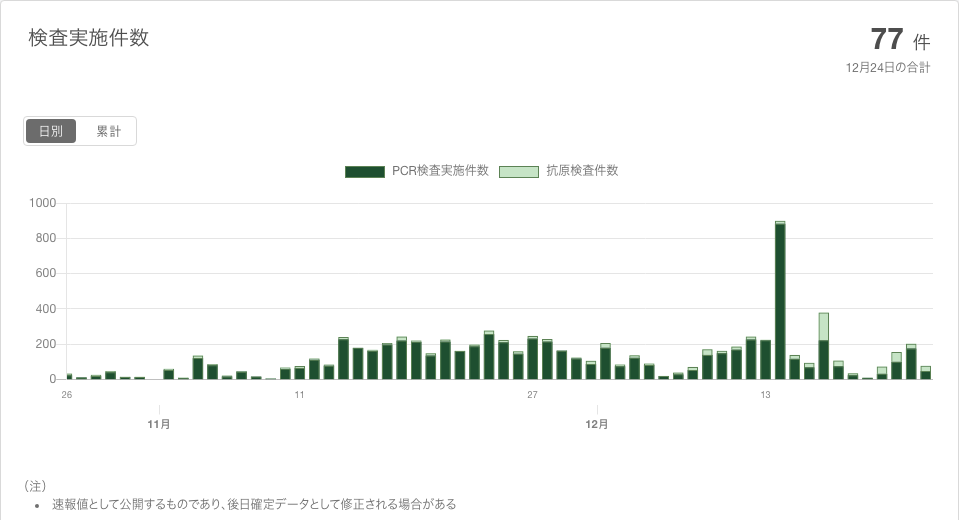 検査実施件数
77 件
12月24日の合計
日別 累計
PCR検査実施件数 抗原検査件数
1000
800
600
400
200
0
26 11 27 13
11月 12月
（注）
• 速報値として公開するものであり、後日確定データとして修正される場合がある